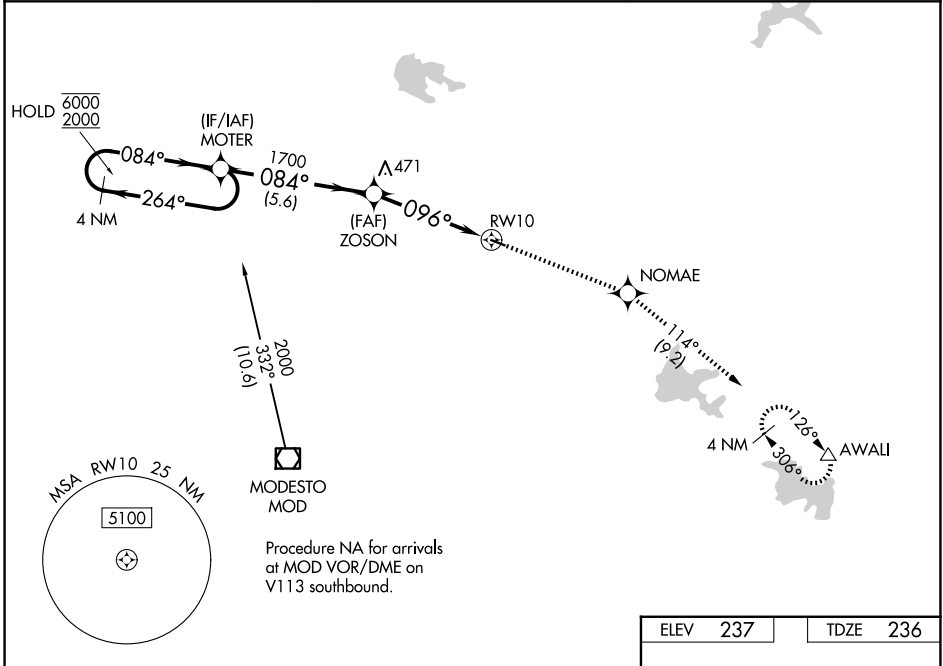 HOLD 6000
2000
(IF/IAF)
MOTER
084°
264°
4 NM
1700
084°
(5.6)
471
(FAF)
ZOSON
096°
RW10
NOMAE
114°
(9.2)
2000
332°
(10.6)
4 NM
126°
306°
AWALI
MODESTO
MOD
MSA RW10 25 NM
5100
Procedure NA for arrivals
at MOD VOR/DME on
V113 southbound.
ELEV 237
TDZE 236